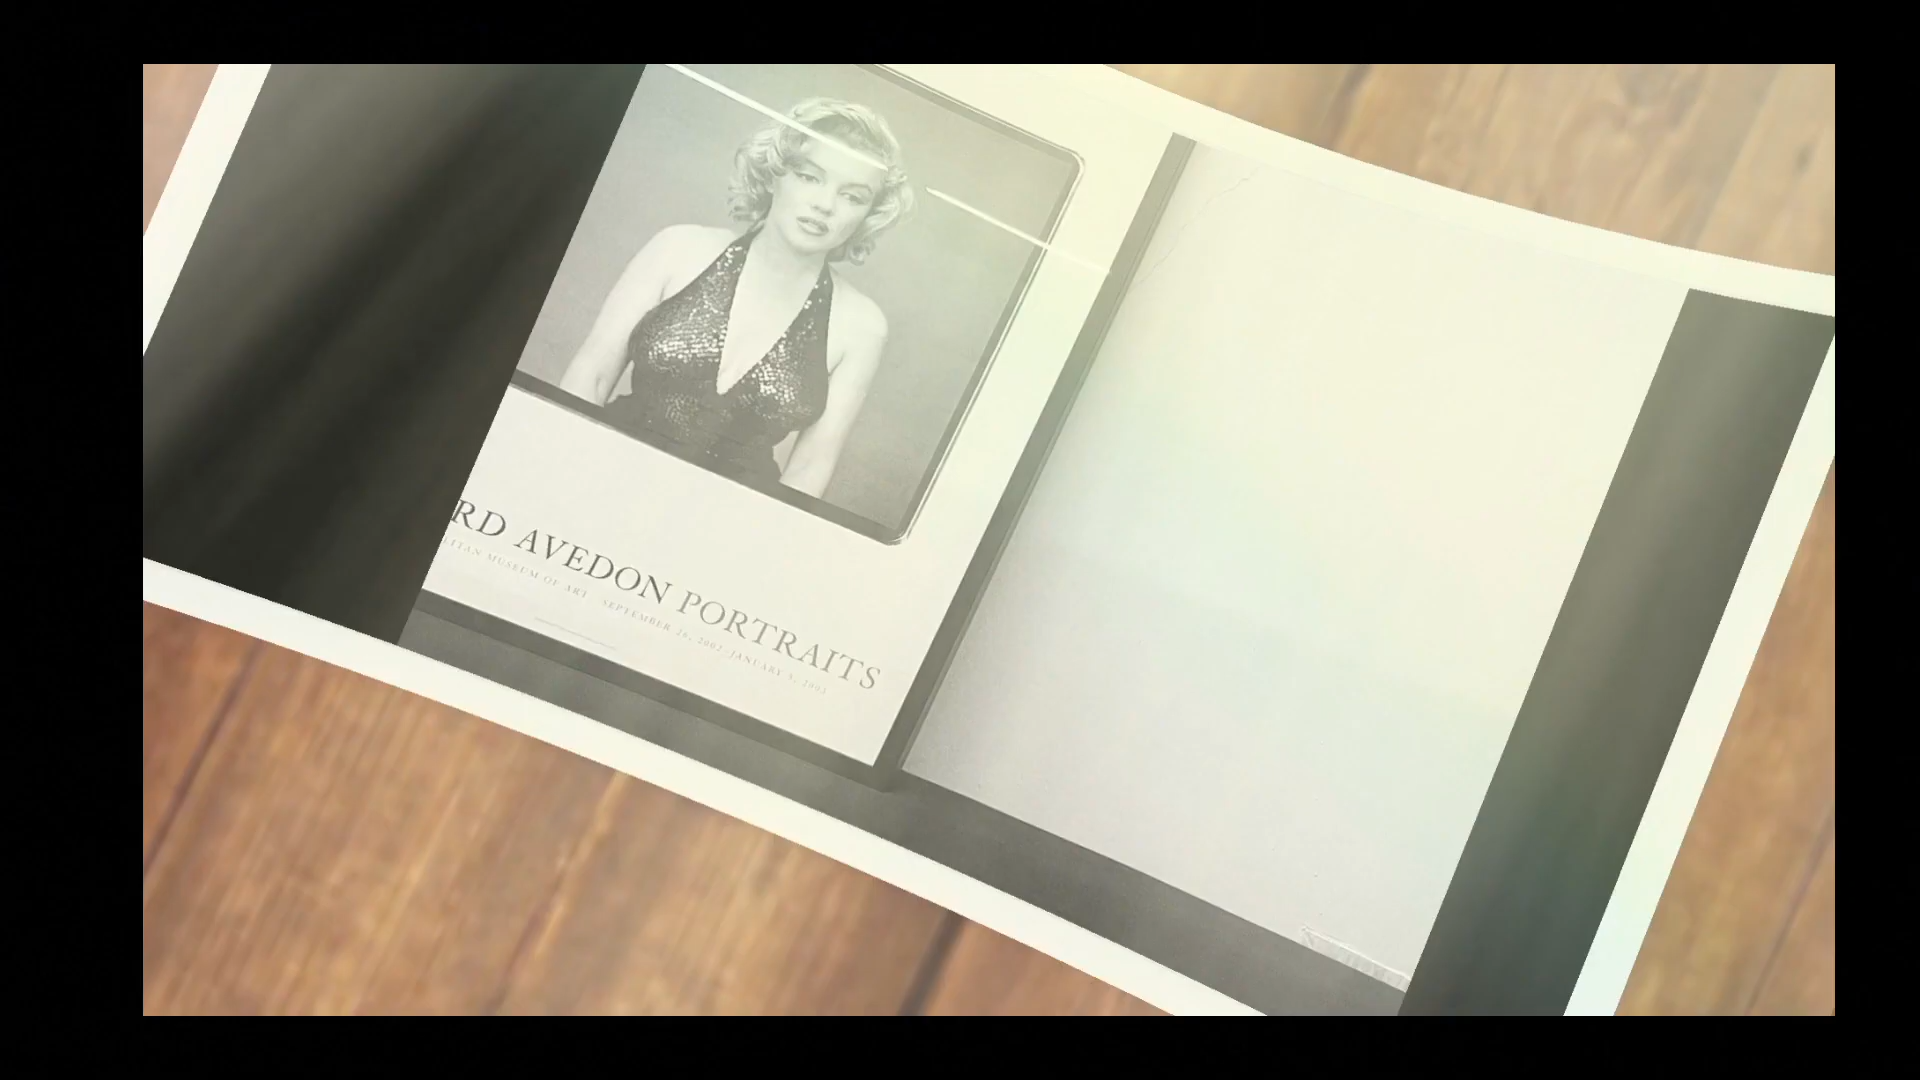 RD AVEDON PORTRAITS
LITAN MUSEUM OF ART SEPTEMBER 26, 2002–JANUARY 5, 2003